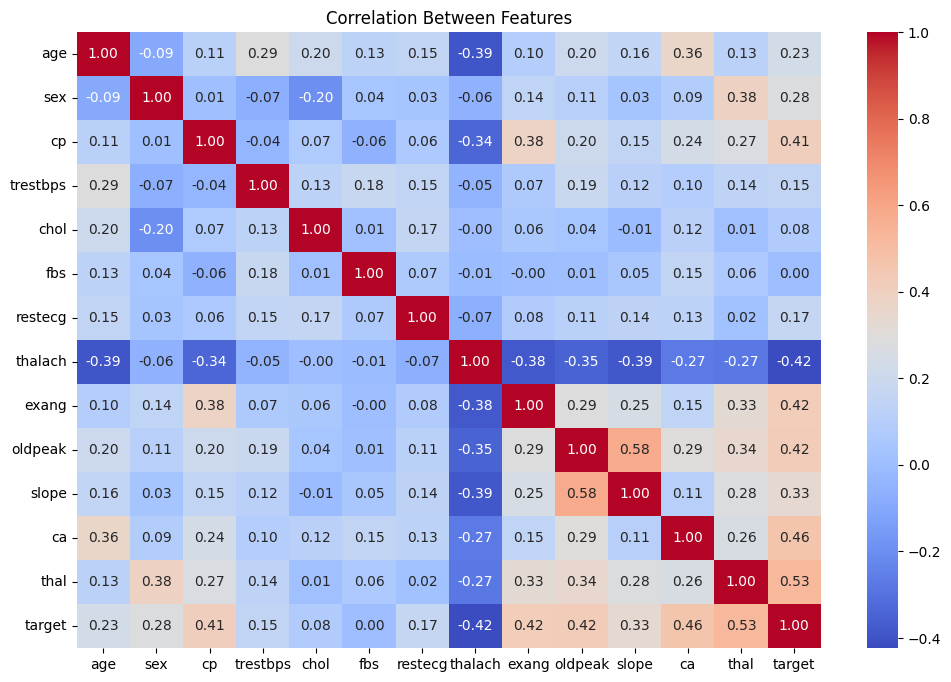 Correlation Between Features
age 1.00 -0.09 0.11 0.29 0.20 0.13 0.15 -0.39 0.10 0.20 0.16 0.36 0.13 0.23
sex -0.09 1.00 0.01 -0.07 -0.20 0.04 0.03 -0.06 0.14 0.11 0.03 0.09 0.38 0.28
cp 0.11 0.01 1.00 -0.04 0.07 -0.06 0.06 -0.34 0.38 0.20 0.15 0.24 0.27 0.41
trestbps 0.29 -0.07 -0.04 1.00 0.13 0.18 0.15 -0.05 0.07 0.19 0.12 0.10 0.14 0.15
chol 0.20 -0.20 0.07 0.13 1.00 0.01 0.17 -0.00 0.06 0.04 -0.01 0.12 0.01 0.08
fbs 0.13 0.04 -0.06 0.18 0.01 1.00 0.07 -0.01 -0.00 0.01 0.05 0.15 0.06 0.00
restecg 0.15 0.03 0.06 0.15 0.17 0.07 1.00 -0.07 0.08 0.11 0.14 0.13 0.02 0.17
thalach -0.39 -0.06 -0.34 -0.05 -0.00 -0.01 -0.07 1.00 -0.38 -0.35 -0.39 -0.27 -0.27 -0.42
exang 0.10 0.14 0.38 0.07 0.06 -0.00 0.08 -0.38 1.00 0.29 0.25 0.15 0.33 0.42
oldpeak 0.20 0.11 0.20 0.19 0.04 0.01 0.11 -0.35 0.29 1.00 0.58 0.29 0.34 0.42
slope 0.16 0.03 0.15 0.12 -0.01 0.05 0.14 -0.39 0.25 0.58 1.00 0.11 0.28 0.33
ca 0.36 0.09 0.24 0.10 0.12 0.15 0.13 -0.27 0.15 0.29 0.11 1.00 0.26 0.46
thal 0.13 0.38 0.27 0.14 0.01 0.06 0.02 -0.27 0.33 0.34 0.28 0.26 1.00 0.53
target 0.23 0.28 0.41 0.15 0.08 0.00 0.17 -0.42 0.42 0.42 0.33 0.46 0.53 1.00
age sex cp trestbps chol fbs restecg thalach exang oldpeak slope ca thal target
1.0
0.8
0.6
0.4
0.2
0.0
−0.2
−0.4